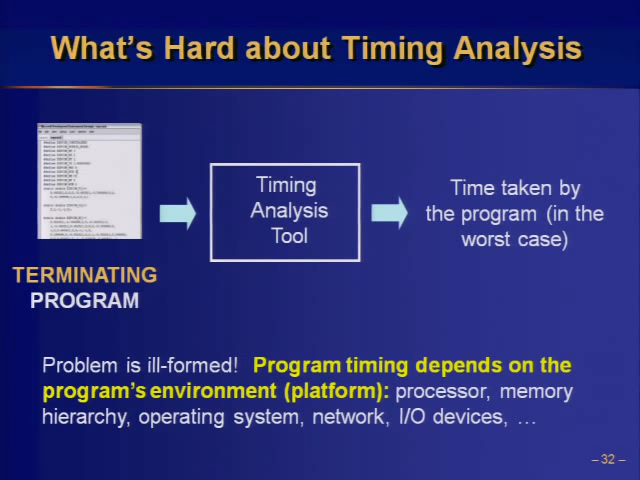 What's Hard about Timing Analysis
Timing
Analysis
Tool
Time taken by
the program (in the
worst case)
TERMINATING
PROGRAM
Problem is ill-formed! Program timing depends on the
program's environment (platform): processor, memory
hierarchy, operating system, network, I/O devices, …
– 32 –